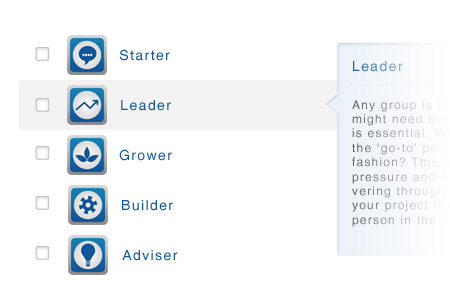 Starter
Leader
Grower
Builder
Adviser
Leader
Any group is
might need
is essential.
the 'go-to'
fashion? This
pressure and
vering through
your project
person in the